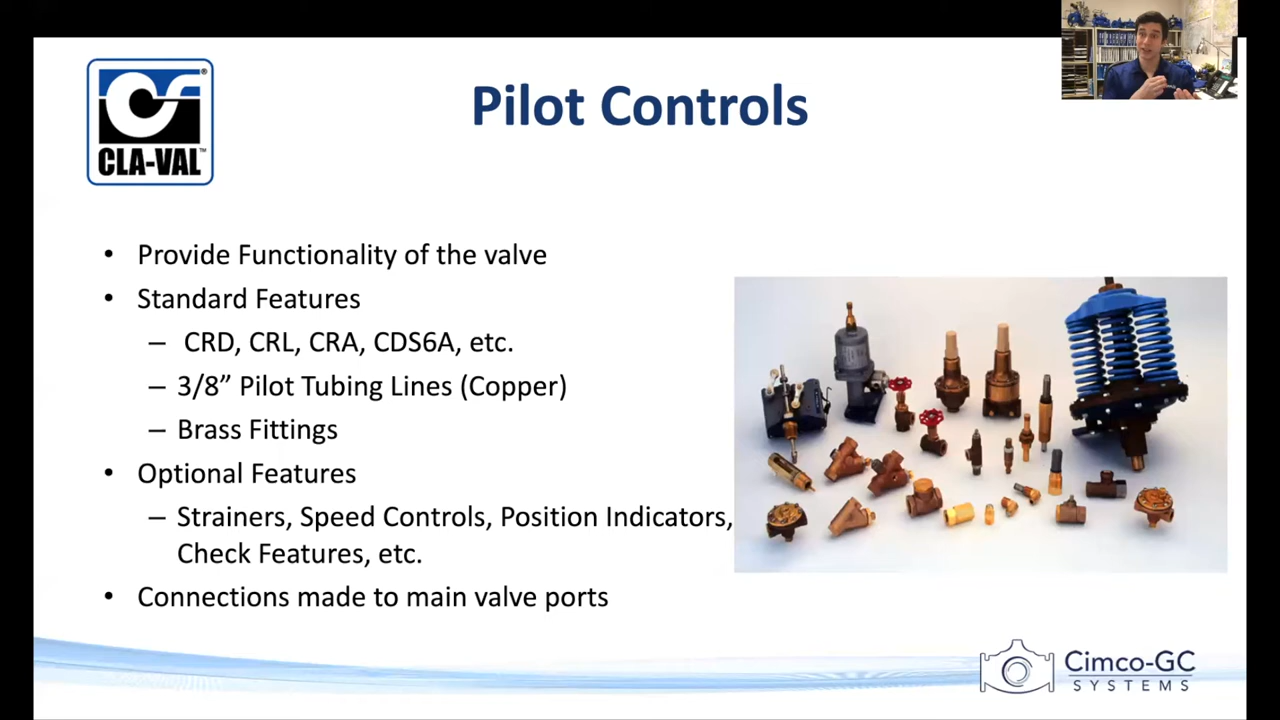 CLA-VAL™
®
Pilot Controls
• Provide Functionality of the valve
• Standard Features
– CRD, CRL, CRA, CDS6A, etc.
– 3/8” Pilot Tubing Lines (Copper)
– Brass Fittings
• Optional Features
– Strainers, Speed Controls, Position Indicators,
Check Features, etc.
• Connections made to main valve ports
Cimco-GC
SYSTEMS